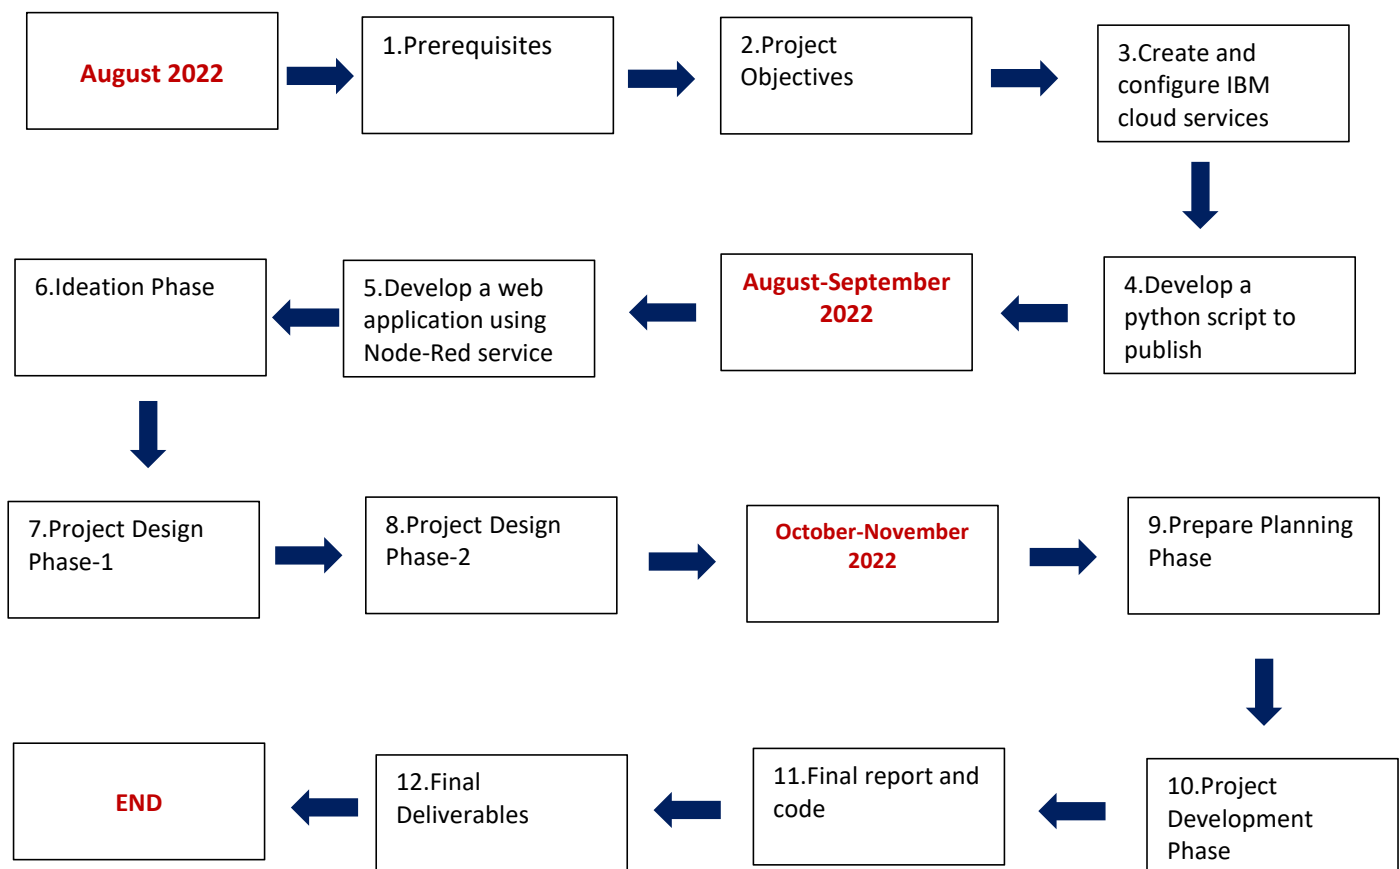 August 2022
1.Prerequisites
2.Project
Objectives
3.Create and
configure IBM
cloud services
4.Develop a
python script to
publish
August-September
2022
5.Develop a web
application using
Node-Red service
6.Ideation Phase
7.Project Design
Phase-1
8.Project Design
Phase-2
October-November
2022
9.Prepare Planning
Phase
10.Project
Development
Phase
11.Final report and
code
12.Final
Deliverables
END